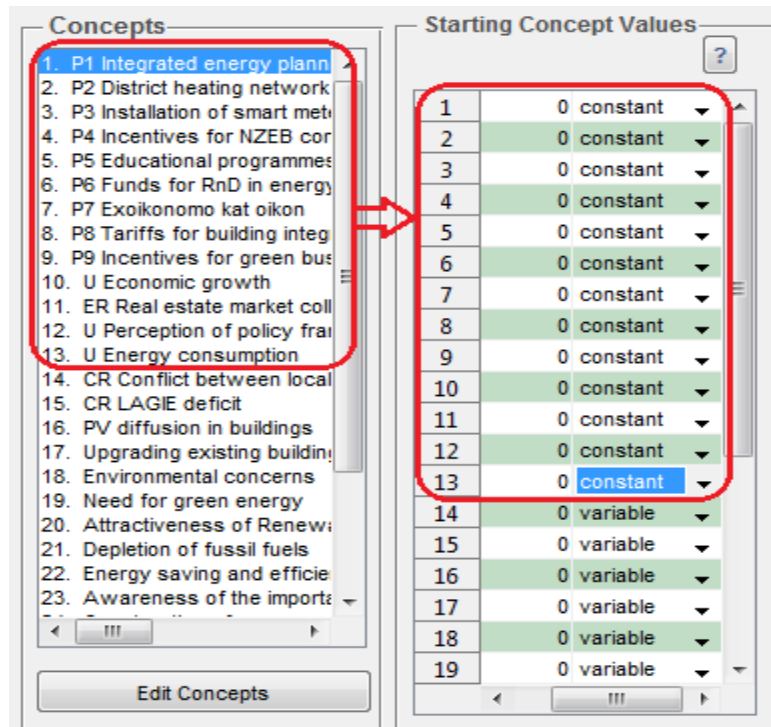 Concepts
1. P1 Integrated energy plann
2. P2 District heating network
3. P3 Installation of smart mete
4. P4 Incentives for NZEB cor
5. P5 Educational programmes
6. P6 Funds for RnD in energy
7. P7 Exoikonomo kat oikon
8. P8 Tariffs for building integ
9. P9 Incentives for green bus
10. U Economic growth
11. ER Real estate market coll
12. U Perception of policy frar
13. U Energy consumption
14. CR Conflict between local
15. CR LAGIE deficit
16. PV diffusion in buildings
17. Upgrading existing building
18. Environmental concerns
19. Need for green energy
20. Attractiveness of Renewa
21. Depletion of fussil fuels
22. Energy saving and efficie
23. Awareness of the importa
Edit Concepts
Starting Concept Values
?
1 0 constant
2 0 constant
3 0 constant
4 0 constant
5 0 constant
6 0 constant
7 0 constant
8 0 constant
9 0 constant
10 0 constant
11 0 constant
12 0 constant
13 0 constant
14 0 variable
15 0 variable
16 0 variable
17 0 variable
18 0 variable
19 0 variable